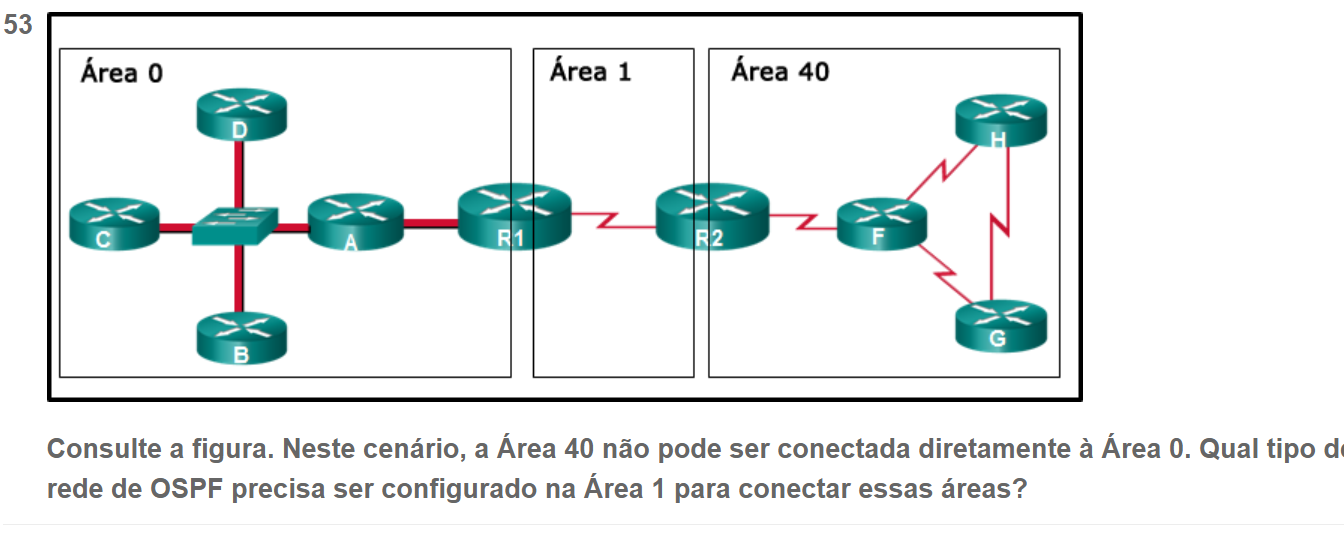 53
Área 0
Área 1
Área 40
D
H
C
A
R1
R2
F
B
G
Consulte a figura. Neste cenário, a Área 40 não pode ser conectada diretamente à Área 0. Qual tipo
rede de OSPF precisa ser configurado na Área 1 para conectar essas áreas?